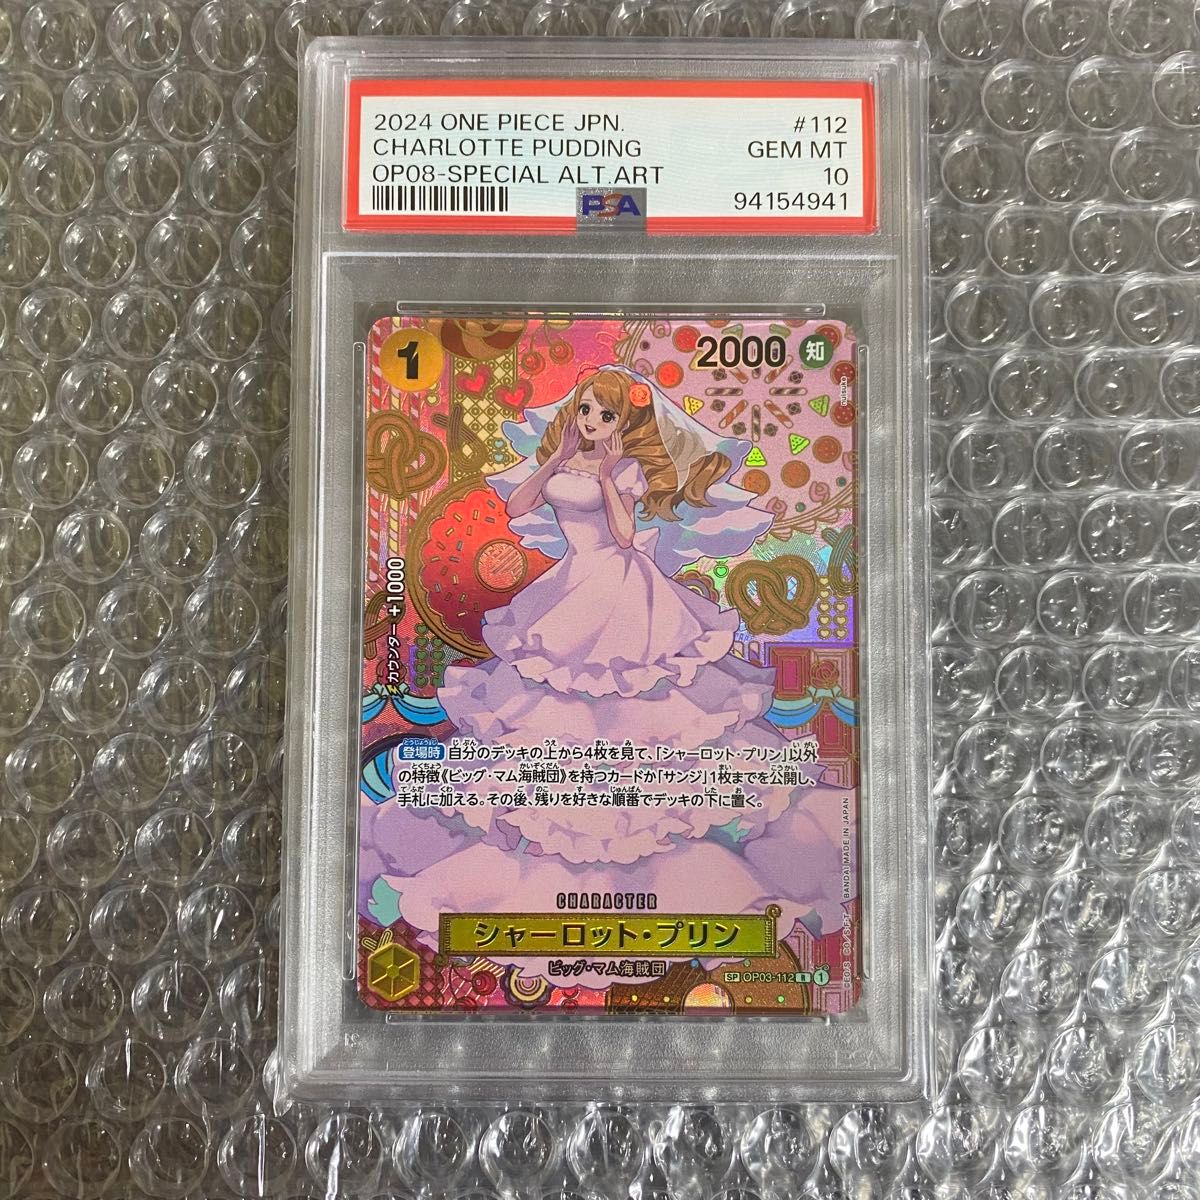 2024 ONE PIECE JPN. #112
CHARLOTTE PUDDING GEM MT
OP08-SPECIAL ALT.ART 10
PSA 94154941
1
2000 知
カウンター +1000
登場時 自分のデッキの上から4枚を見て、「シャーロット・プリン」以外
の特徴《ビッグ・マム海賊団》を持つカードか「サンジ」1枚までを公開し、
手札に加える。その後、残りを好きな順番でデッキの下に置く。
CHARACTER
シャーロット・プリン
ビッグ・マム海賊団
SP OP03-112 R 1
BANDAI MADE IN JAPAN